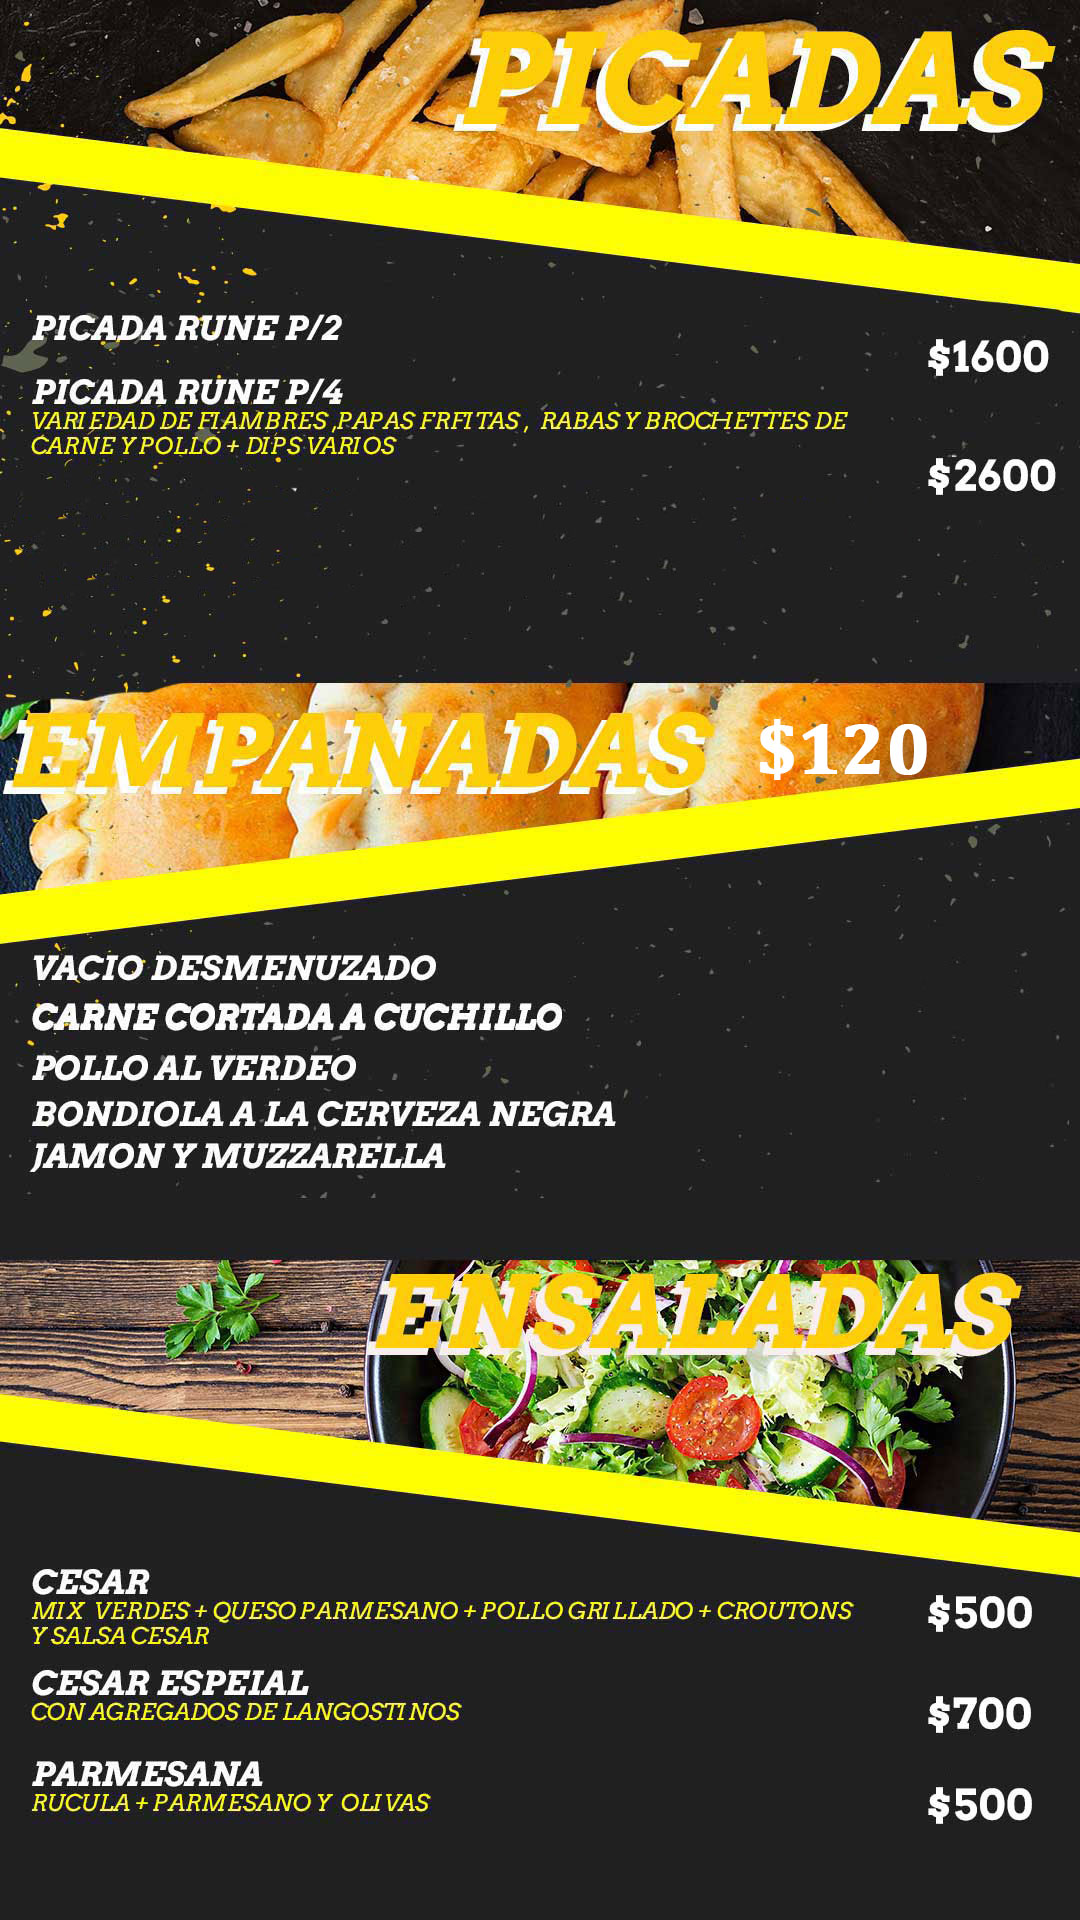 PICADAS
PICADA RUNE P/2
$1600
PICADA RUNE P/4
VARIEDAD DE FIAMBRES ,PAPAS FRFITAS , RABAS Y BROCHETTES DE
CARNE Y POLLO + DIPS VARIOS
$2600
EMPANADAS $120
VACIO DESMENUZADO
CARNE CORTADA A CUCHILLO
POLLO AL VERDEO
BONDIOLA A LA CERVEZA NEGRA
JAMON Y MUZZARELLA
ENSALADAS
CESAR
MIX VERDES + QUESO PARMESANO + POLLO GRILLADO + CROUTONS
Y SALSA CESAR
$500
CESAR ESPEIAL
CON AGREGADOS DE LANGOSTINOS
$700
PARMESANA
RUCULA + PARMESANO Y OLIVAS
$500